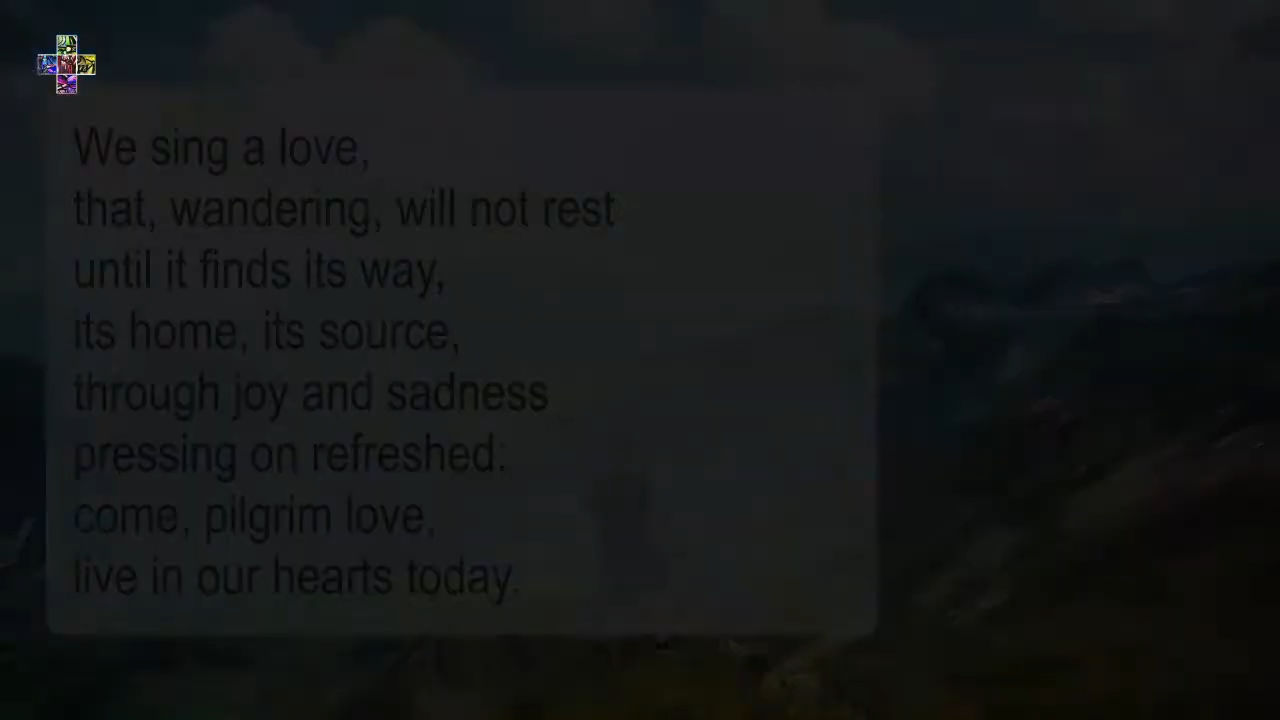 We sing a love,
that, wandering, will not rest
until it finds its way,
its home, its source,
through joy and sadness
pressing on refreshed:
come, pilgrim love,
live in our hearts today.